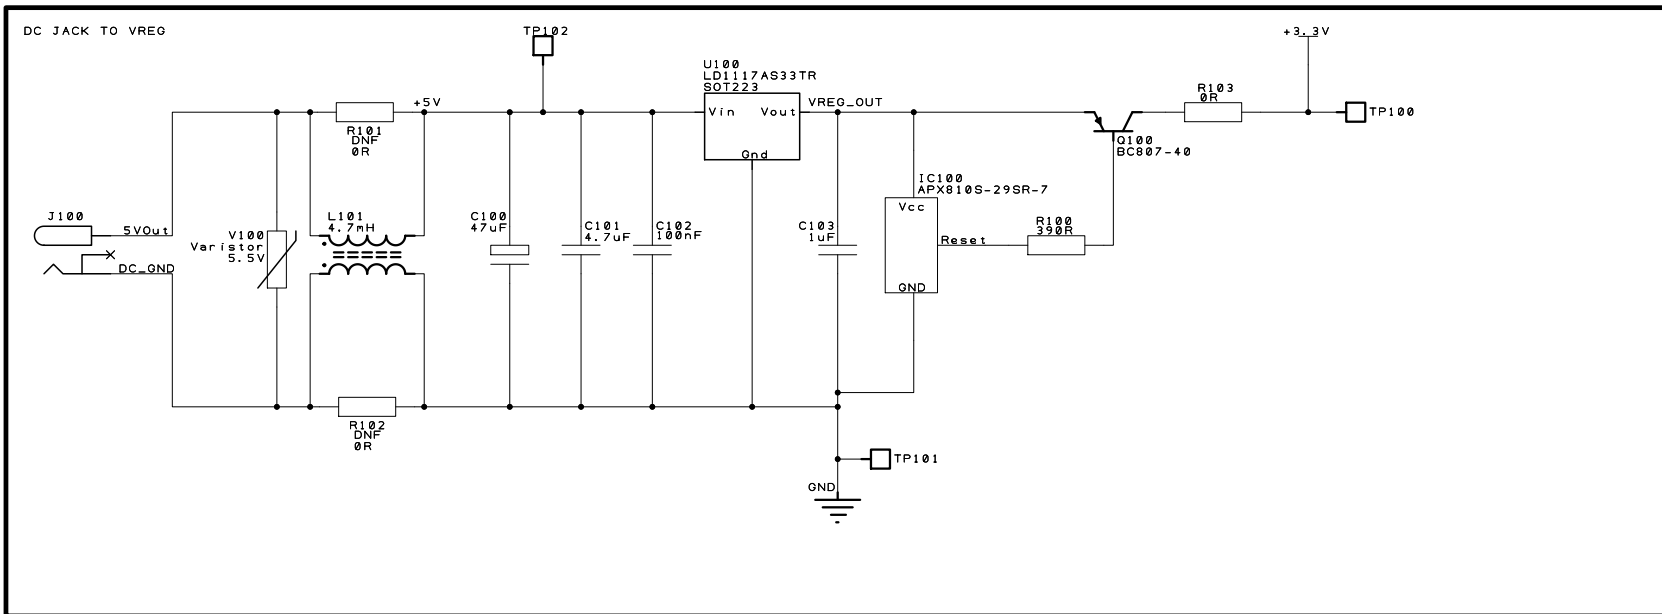 DC JACK TO VREG
TP102
+3.3V
U100
LD1117AS33TR
SOT223
R103
0R
+5V
Vin
Vout
VREG_OUT
TP100
R101
DNF
0R
Gnd
Q100
BC807-40
IC100
APX810S-29SR-7
Vcc
J100
5VOut
V100
Varistor
5.5V
L101
4.7mH
C100
47uF
C101
4.7uF
C102
100nF
C103
1uF
Reset
R100
390R
DC_GND
GND
R102
DNF
0R
TP101
GND